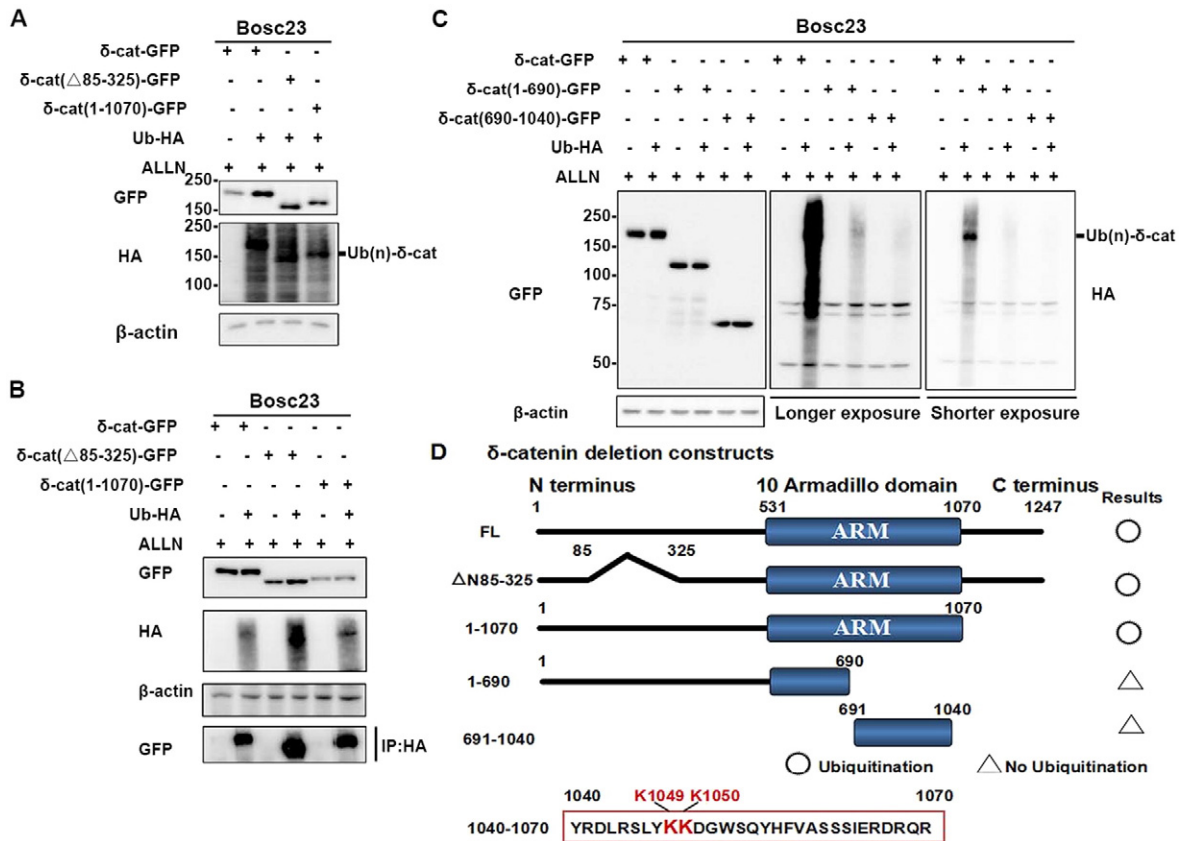 A
Bosc23
δ-cat-GFP + + - -
δ-cat(△85-325)-GFP - - + -
δ-cat(1-1070)-GFP - - - +
Ub-HA - + + +
ALLN + + + +
250
GFP
150
250
HA
150
Ub(n)-δ-cat
100
β-actin
B
Bosc23
δ-cat-GFP + + - - - -
δ-cat(△85-325)-GFP - - + + - -
δ-cat(1-1070)-GFP - - - - + +
Ub-HA - + - + - +
ALLN + + + + + +
GFP
HA
β-actin
GFP
IP:HA
C
Bosc23
δ-cat-GFP + + - - - - + + - - - - + + - - - -
δ-cat(1-690)-GFP - - + + - - - - + + - - - - + + - -
δ-cat(690-1040)-GFP - - - - + + - - - - + + - - - - + +
Ub-HA - + - + - + - + - + - + - + - + - +
ALLN + + + + + + + + + + + + + + + + + +
250
150
Ub(n)-δ-cat
100
GFP
HA
75
50
β-actin
Longer exposure
Shorter exposure
D
δ-catenin deletion constructs
N terminus 10 Armadillo domain C terminus Results
1 531 1070 1247
FL ARM
85 325
△N85-325 ARM
1 1070
1-1070 ARM
1 690
1-690
691 1040
691-1040
Ubiquitination No Ubiquitination
1040 K1049 K1050 1070
1040-1070 YRDLRSLYKKDGWSQYHFVASSSIERDRQR